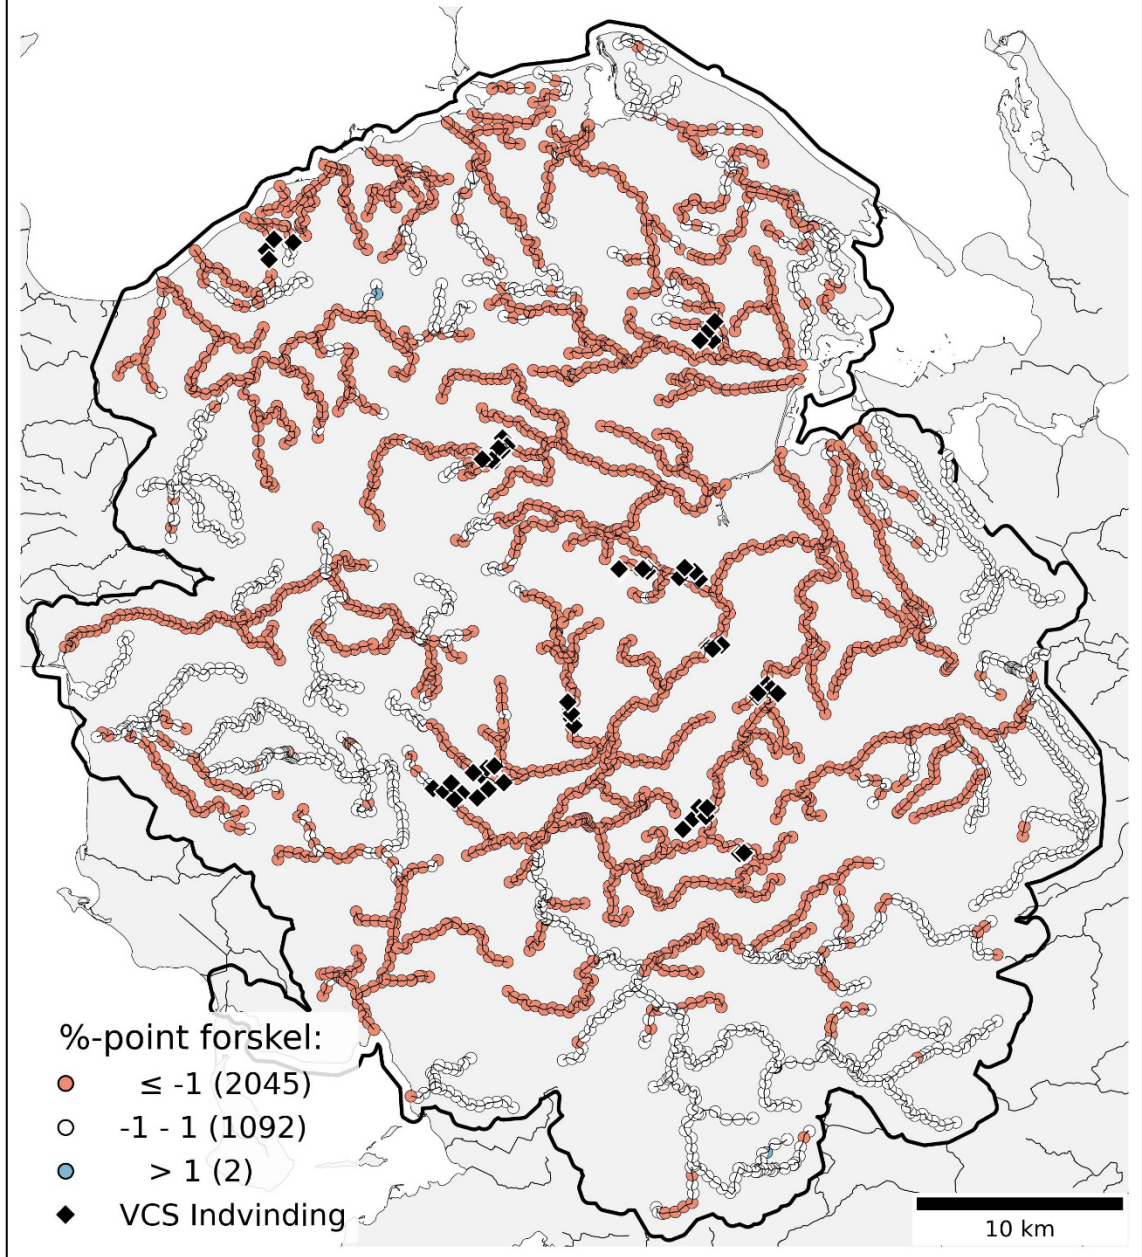 %-point forskel:
≤ -1 (2045)
-1 - 1 (1092)
> 1 (2)
VCS Indvinding
10 km